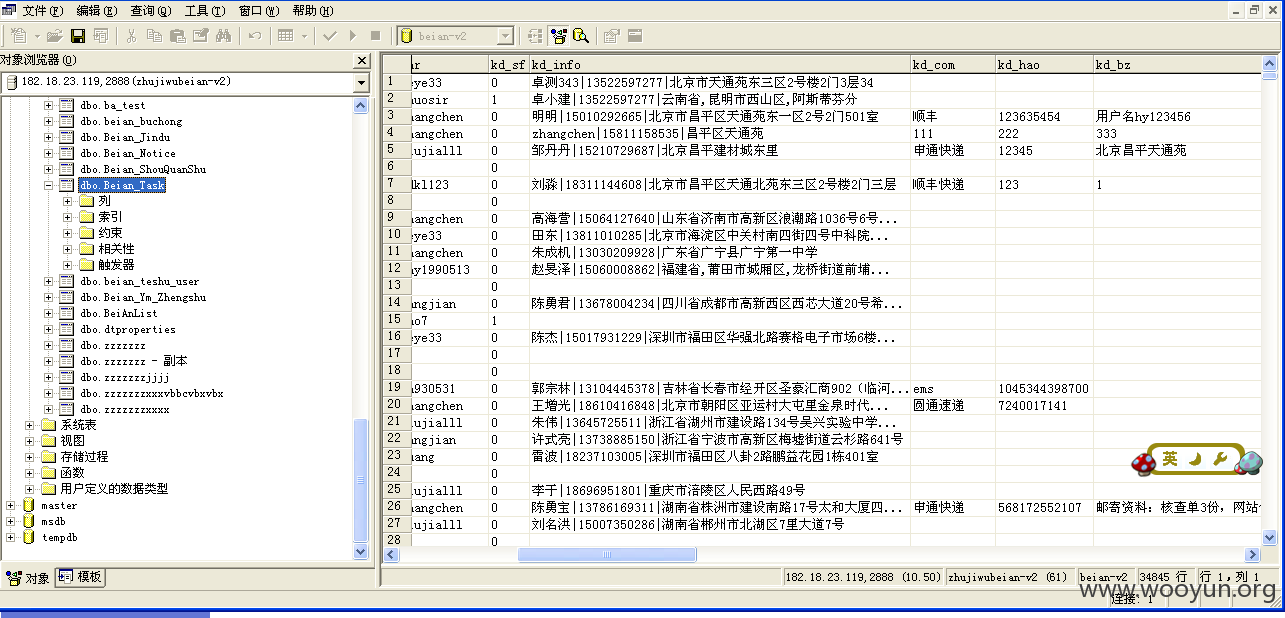 文件(F) 编辑(E) 查询(Q) 工具(T) 窗口(W) 帮助(H)
beian-v2
对象浏览器(O)
182.18.23.119,2888(zhujiwubeian-v2)
dbo.ba_test
dbo.beian_buchong
dbo.Beian_Jindu
dbo.Beian_Notice
dbo.Beian_ShouQuanShu
dbo.Beian_Task
列
索引
约束
相关性
触发器
dbo.beian_teshu_user
dbo.Beian_Ym_Zhengshu
dbo.BeiAnList
dbo.dtproperties
dbo.zzzzzzz
dbo.zzzzzzz - 副本
dbo.zzzzzzzjjjj
dbo.zzzzzzzxxxvbbcvbxvbx
dbo.zzzzzzzxxxx
系统表
视图
存储过程
函数
用户定义的数据类型
master
msdb
tempdb
对象 模板
kd_sf kd_info kd_com kd_hao kd_bz
1 eye33 0 卓测343|13522597277|北京市天通苑东三区2号楼2门3层34
2 uosir 1 卓小建|13522597277|云南省,昆明市西山区,阿斯蒂芬分
3 angchen 0 明明|15010292665|北京市昌平区天通苑东一区2号2门501室 顺丰 123635454 用户名hy123456
4 angchen 0 zhangchen|15811158535|昌平区天通苑 111 222 333
5 ujialll 0 邹丹丹|15210729687|北京昌平建材城东里 申通快递 12345 北京昌平天通苑
6 0
7 kl123 0 刘淼|18311144608|北京市昌平区天通北苑东三区2号楼2门三层 顺丰快递 123 1
8 0
9 angchen 0 高海营|15064127640|山东省济南市高新区浪潮路1036号6号...
10 eye33 0 田东|13811010285|北京市海淀区中关村南四街四号中科院...
11 angchen 0 朱成机|13030209928|广东省广宁县广宁第一中学
12 y1990513 0 赵旻泽|15060008862|福建省,莆田市城厢区,龙桥街道前埔...
13 0
14 ngjian 0 陈勇君|13678004234|四川省成都市高新西区西芯大道20号希...
15 o7 1
16 eye33 0 陈杰|15017931229|深圳市福田区华强北路赛格电子市场6楼...
17 0
18 0
19 930531 0 郭宗林|13104445378|吉林省长春市经开区圣豪汇商902（临河... ems 1045344398700
20 angchen 0 王增光|18610416848|北京市朝阳区亚运村大屯里金泉时代... 圆通速递 7240017141
21 ujialll 0 朱伟|13645725511|浙江省湖州市建设路134号吴兴实验中学...
22 ngjian 0 许式亮|13738885150|浙江省宁波市高新区梅墟街道云杉路641号
23 ang 0 雷波|18237103005|深圳市福田区八卦2路鹏益花园1栋401室
24 0
25 ujialll 0 李于|18696951801|重庆市涪陵区人民西路49号
26 angchen 0 陈勇宝|13786169311|湖南省株洲市建设南路17号太和大厦四... 申通快递 568172552107 邮寄资料：核查单3份，网站
27 ujialll 0 刘名洪|15007350286|湖南省郴州市北湖区7里大道7号
28 0
英
182.18.23.119,2888 (10.50) zhujiwubeian-v2 (61) beian-v2 34845 行 行 1，列 1
连接: 1
www.wooyun.org